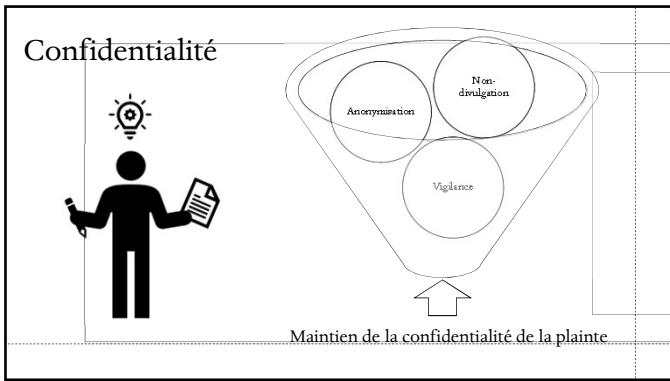 Confidentialité
Non-
divulgation
Anonymisation
Vigilance
Maintien de la confidentialité de la plainte